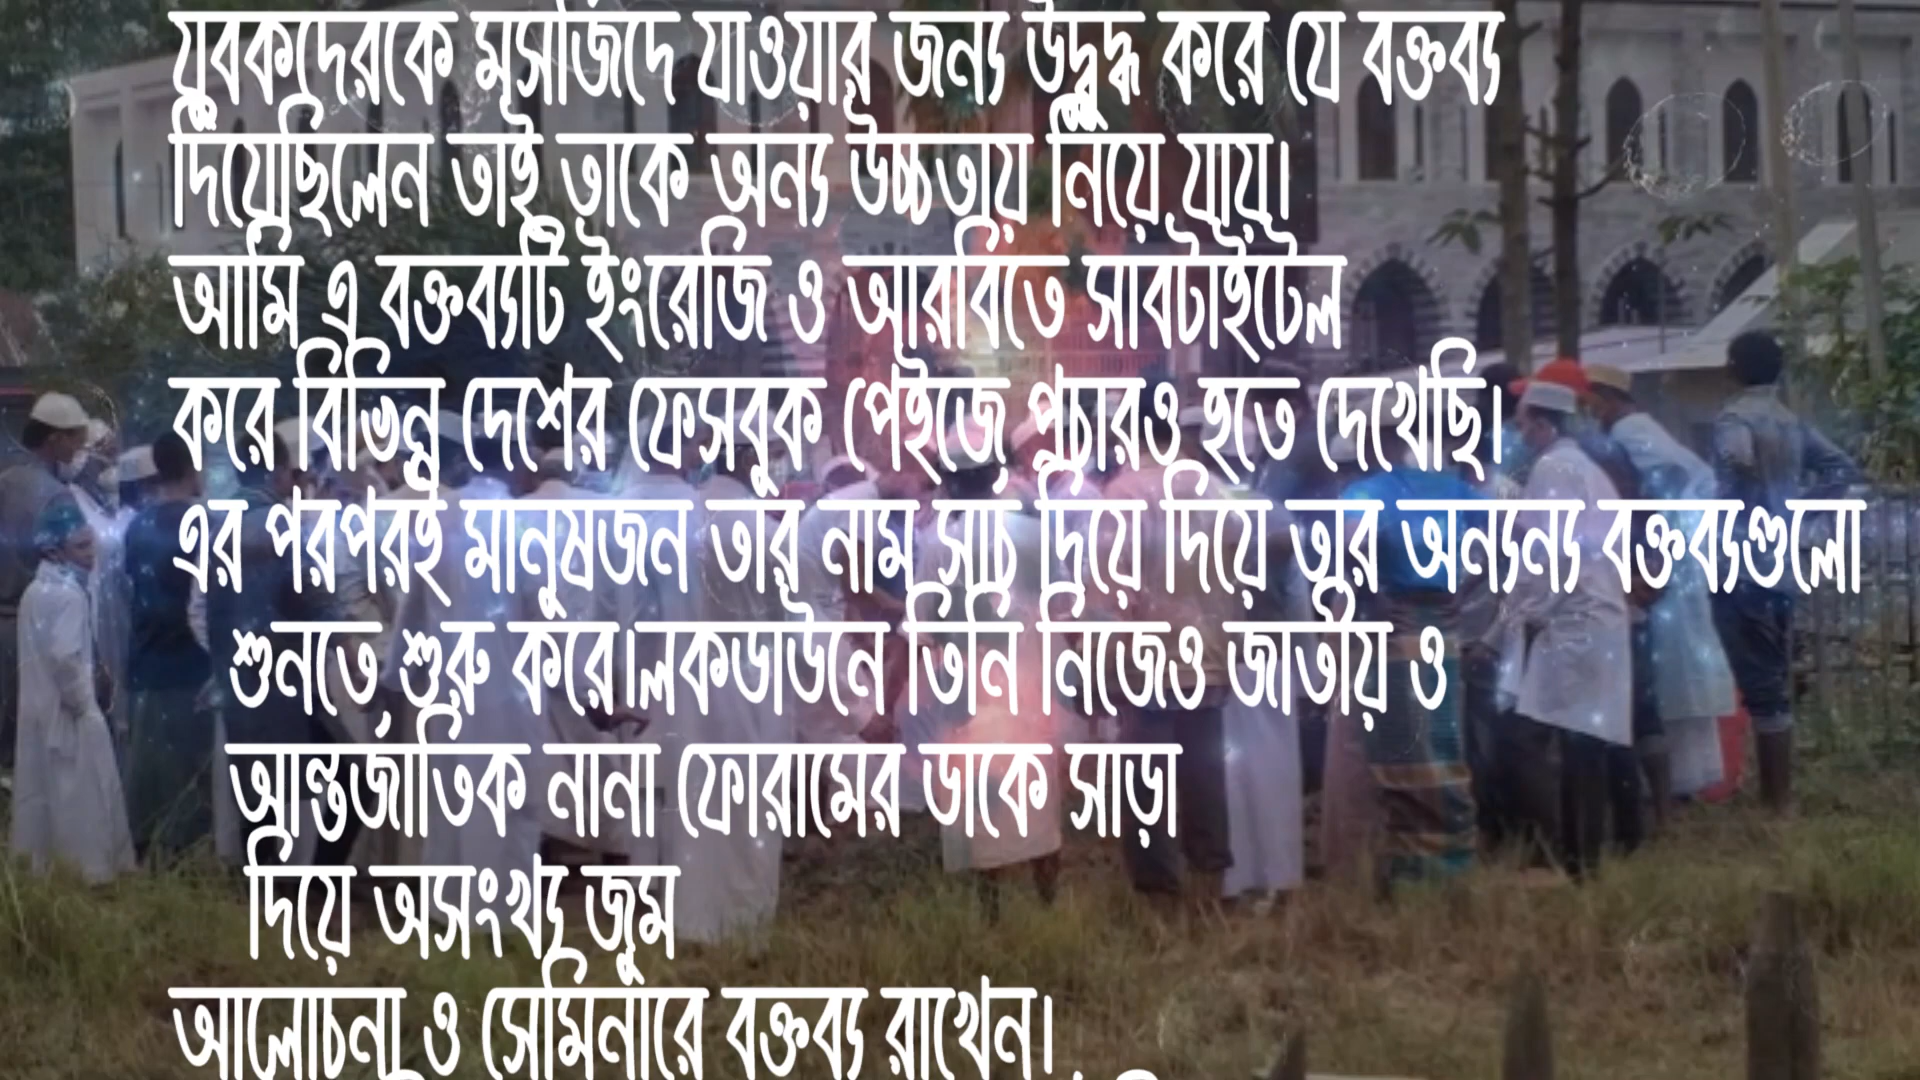 যুবকদেরকে মসজিদে যাওয়ার জন্য উদ্বুদ্ধ করে যে বক্তব্য
দিয়েছিলেন তাই তাকে অন্য উচ্চতায় নিয়ে যায়।
আমি এ বক্তব্যটি ইংরেজি ও আরবিতে সাবটাইটেল
করে বিভিন্ন দেশের ফেসবুক পেইজে প্রচারও হতে দেখেছি।
এর পরপরই মানুষজন তার নাম সার্চ দিয়ে দিয়ে তার অন্যন্য বক্তব্যগুলো
শুনতে শুরু করে।লকডাউনে তিনি নিজেও জাতীয় ও
আন্তর্জাতিক নানা ফোরামের ডাকে সাড়া
দিয়ে অসংখ্য জুম
আলোচনা ও সেমিনারে বক্তব্য রাখেন।